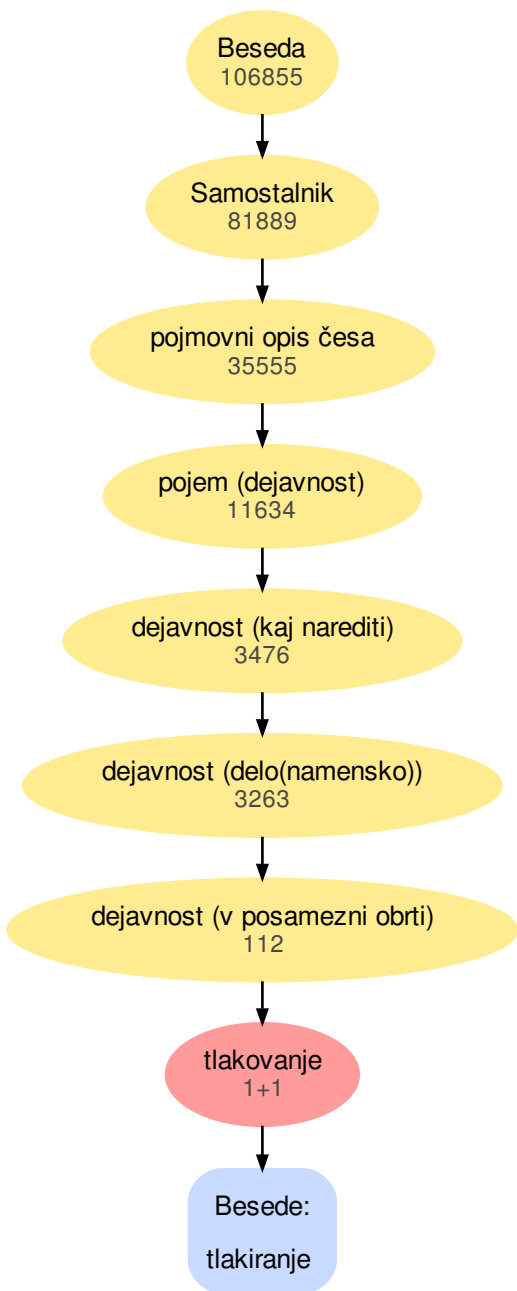 Beseda
106855
Samostalnik
81889
pojmovni opis česa
35555
pojem (dejavnost)
11634
dejavnost (kaj narediti)
3476
dejavnost (delo(namensko))
3263
dejavnost (v posamezni obrti)
112
tlakovanje
1+1
Besede:
tlakiranje